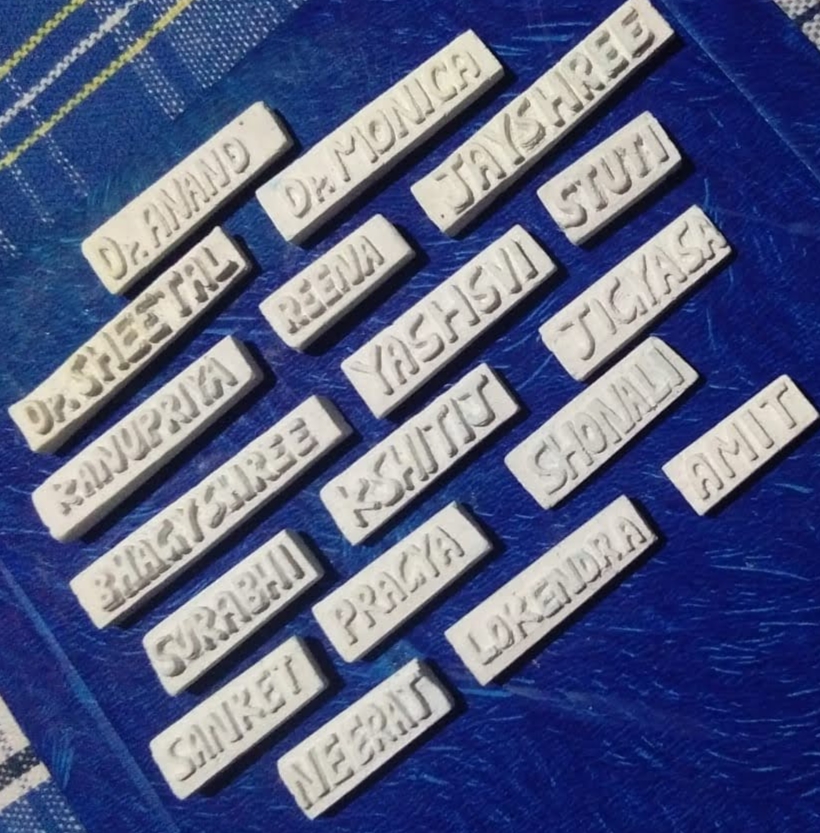 Dr. ANAND
Dr. MONICA
JAYSHREE
STUTI
Dr. SHEETAL
REENA
YASHSVI
JIGYASA
KANUPRIYA
BHAGYSHREE
KSHITIJ
SHONALI
AMIT
SURABHI
PRAGYA
LOKENDRA
SANKET
NEERAJ